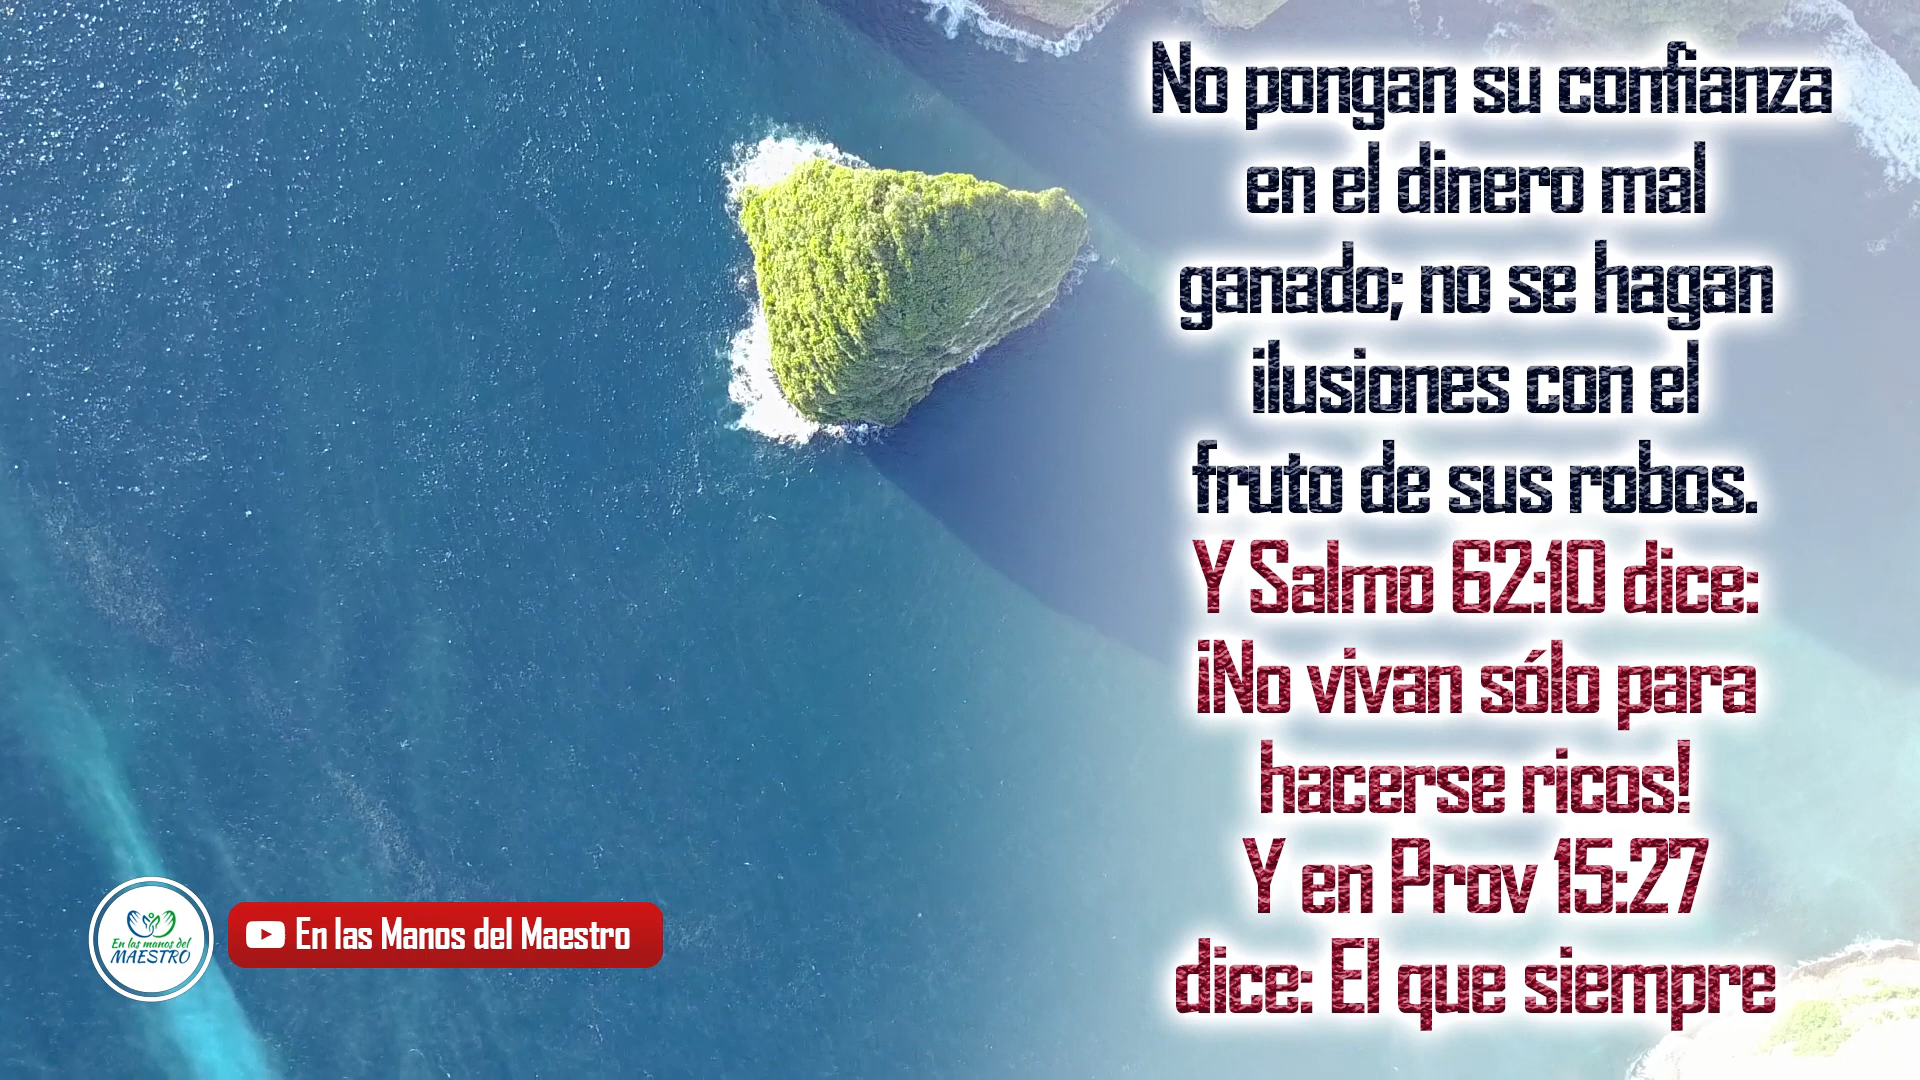 No pongan su confianza
en el dinero mal
ganado; no se hagan
ilusiones con el
fruto de sus robos.
Y Salmo 62:10 dice:
¡No vivan sólo para
hacerse ricos!
Y en Prov 15:27
dice: El que siempre
En las manos del
MAESTRO
En las Manos del Maestro